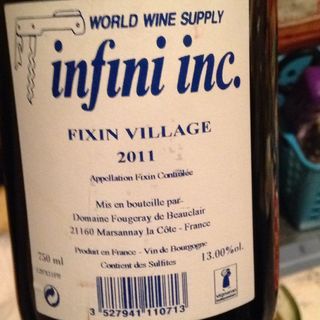 WORLD WINE SUPPLY
infini inc.
FIXIN VILLAGE
2011
Appellation Fixin Contrôlée
Mis en bouteille par
Domaine Fougeray de Beauclair
21160 Marsannay la Côte - France
Produit en France - Vin de Bourgogne
750 ml
13.00%vol.
Contient des Sulfites
3 527941 110713